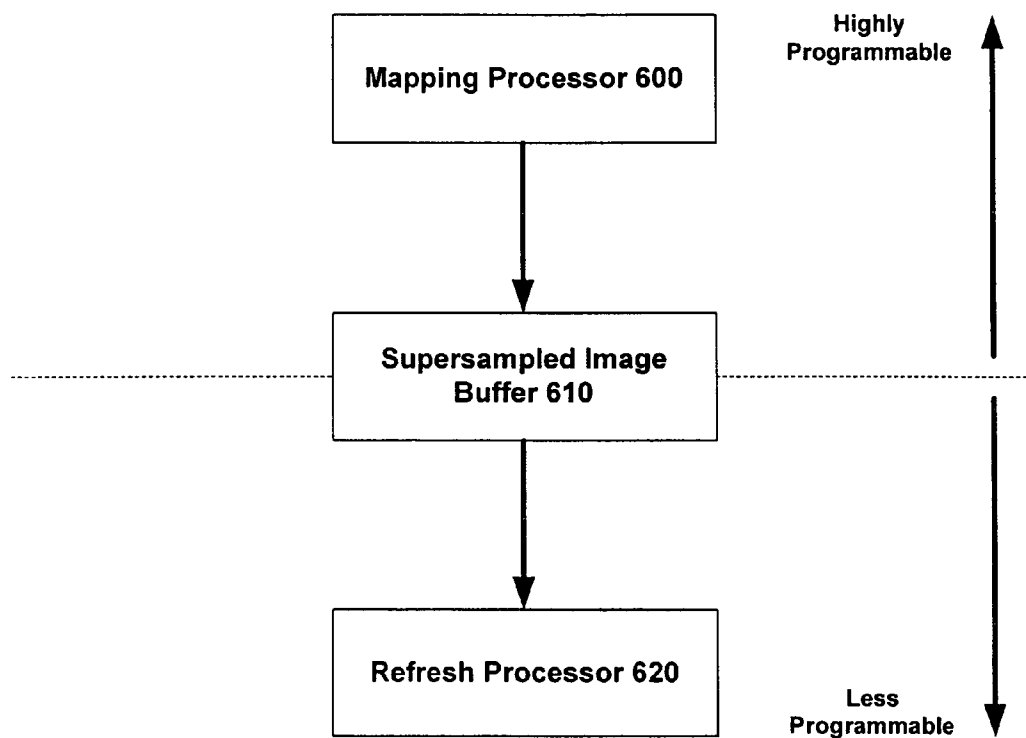 Highly
Programmable
Mapping Processor 600
Supersampled Image
Buffer 610
Refresh Processor 620
Less
Programmable